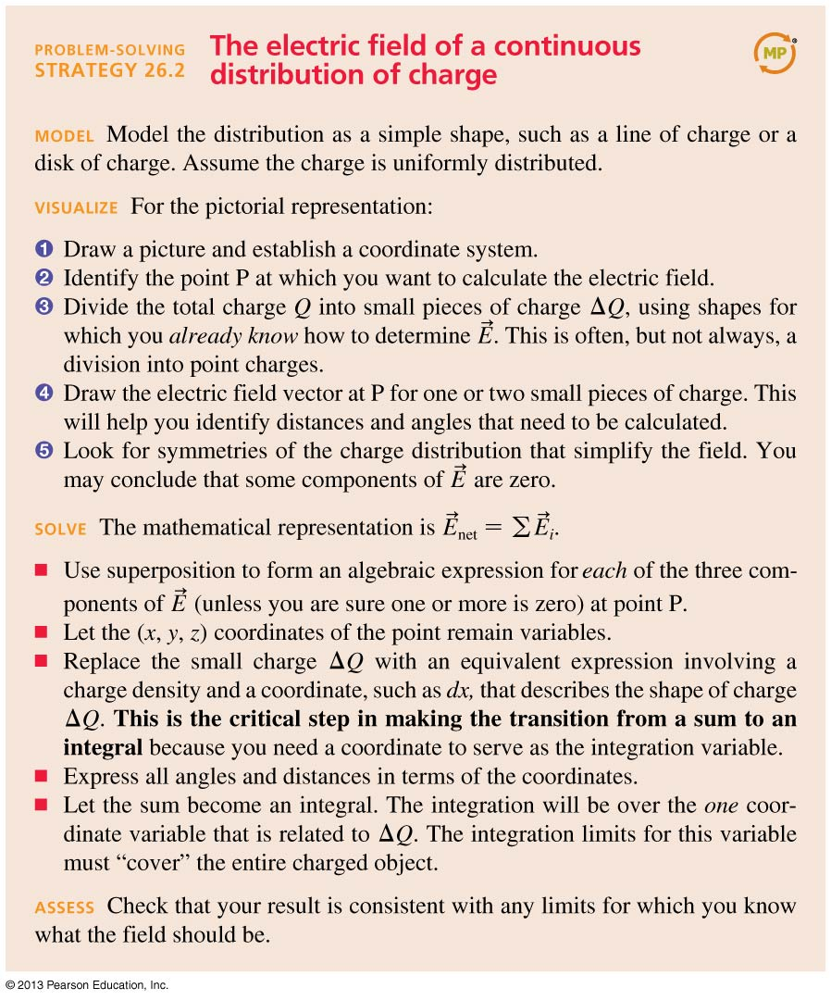 PROBLEM-SOLVING
STRATEGY 26.2
The electric field of a continuous
distribution of charge
MP®
MODEL Model the distribution as a simple shape, such as a line of charge or a
disk of charge. Assume the charge is uniformly distributed.
VISUALIZE For the pictorial representation:
1 Draw a picture and establish a coordinate system.
2 Identify the point P at which you want to calculate the electric field.
3 Divide the total charge Q into small pieces of charge ΔQ, using shapes for
which you already know how to determine E⃗. This is often, but not always, a
division into point charges.
4 Draw the electric field vector at P for one or two small pieces of charge. This
will help you identify distances and angles that need to be calculated.
5 Look for symmetries of the charge distribution that simplify the field. You
may conclude that some components of E⃗ are zero.
SOLVE The mathematical representation is E⃗net = ∑E⃗i.
■ Use superposition to form an algebraic expression for each of the three com-
ponents of E⃗ (unless you are sure one or more is zero) at point P.
■ Let the (x, y, z) coordinates of the point remain variables.
■ Replace the small charge ΔQ with an equivalent expression involving a
charge density and a coordinate, such as dx, that describes the shape of charge
ΔQ. This is the critical step in making the transition from a sum to an
integral because you need a coordinate to serve as the integration variable.
■ Express all angles and distances in terms of the coordinates.
■ Let the sum become an integral. The integration will be over the one coor-
dinate variable that is related to ΔQ. The integration limits for this variable
must “cover” the entire charged object.
ASSESS Check that your result is consistent with any limits for which you know
what the field should be.
© 2013 Pearson Education, Inc.